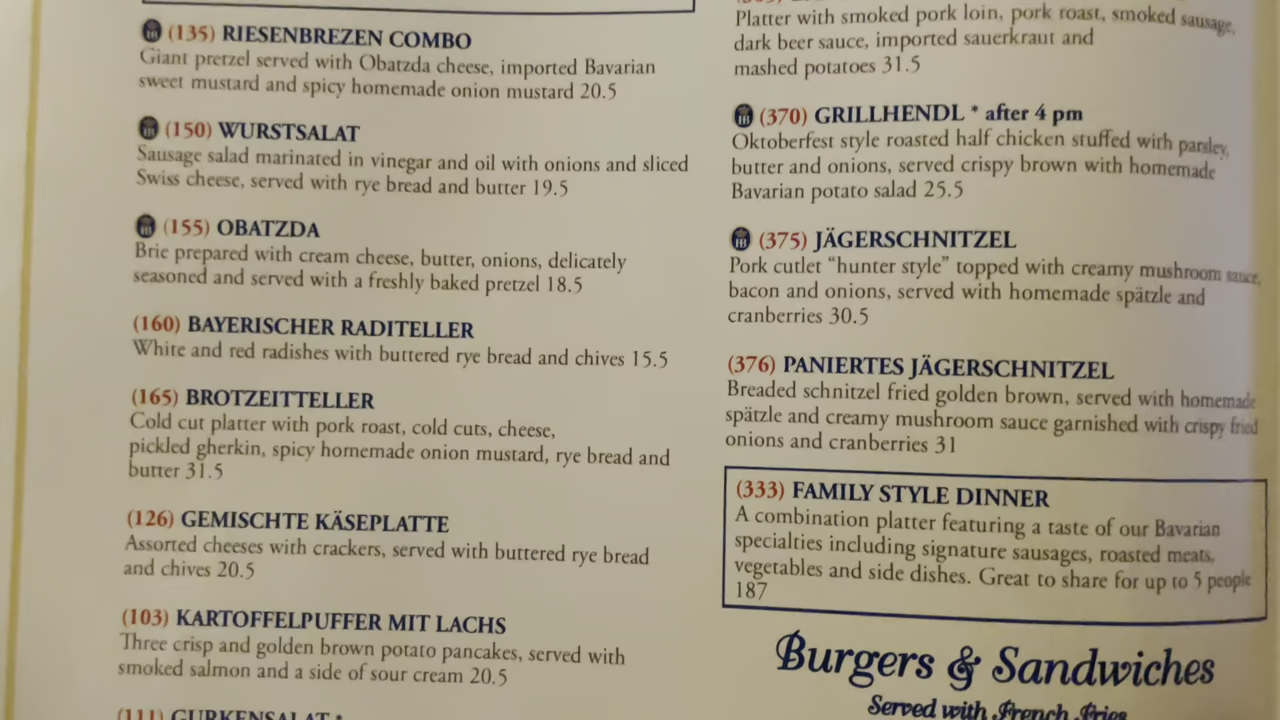 (135) RIESENBREZEN COMBO
Giant pretzel served with Obatzda cheese, imported Bavarian
sweet mustard and spicy homemade onion mustard 20.5
(150) WURSTSALAT
Sausage salad marinated in vinegar and oil with onions and sliced
Swiss cheese, served with rye bread and butter 19.5
(155) OBATZDA
Brie prepared with cream cheese, butter, onions, delicately
seasoned and served with a freshly baked pretzel 18.5
(160) BAYERISCHER RADITELLER
White and red radishes with buttered rye bread and chives 15.5
(165) BROTZEITTELLER
Cold cut platter with pork roast, cold cuts, cheese,
pickled gherkin, spicy homemade onion mustard, rye bread and
butter 31.5
(126) GEMISCHTE KÄSEPLATTE
Assorted cheeses with crackers, served with buttered rye bread
and chives 20.5
(103) KARTOFFELPUFFER MIT LACHS
Three crisp and golden brown potato pancakes, served with
smoked salmon and a side of sour cream 20.5
(111) GURKENSALAT *
Platter with smoked pork loin, pork roast, smoked sausage,
dark beer sauce, imported sauerkraut and
mashed potatoes 31.5
(370) GRILLHENDL * after 4 pm
Oktoberfest style roasted half chicken stuffed with parsley,
butter and onions, served crispy brown with homemade
Bavarian potato salad 25.5
(375) JÄGERSCHNITZEL
Pork cutlet “hunter style” topped with creamy mushroom sauce,
bacon and onions, served with homemade spätzle and
cranberries 30.5
(376) PANIERTES JÄGERSCHNITZEL
Breaded schnitzel fried golden brown, served with homemade
spätzle and creamy mushroom sauce garnished with crispy fried
onions and cranberries 31
(333) FAMILY STYLE DINNER
A combination platter featuring a taste of our Bavarian
specialties including signature sausages, roasted meats,
vegetables and side dishes. Great to share for up to 5 people
187
Burgers & Sandwiches
Served with French Fries